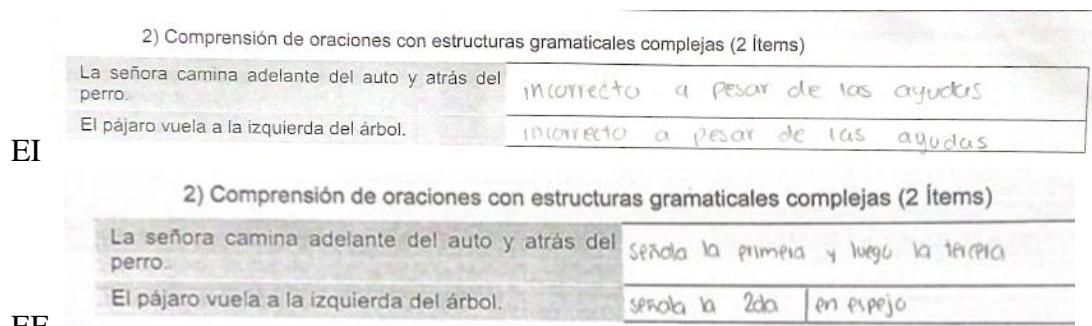 2) Comprensión de oraciones con estructuras gramaticales complejas (2 Ítems)
La señora camina adelante del auto y atrás del perro.
incorrecto a pesar de las ayudas
El pájaro vuela a la izquierda del árbol.
incorrecto a pesar de las ayudas
EI
2) Comprensión de oraciones con estructuras gramaticales complejas (2 Ítems)
La señora camina adelante del auto y atrás del perro.
señala la primera y luego la tercera
El pájaro vuela a la izquierda del árbol.
señala la 2da | en espejo